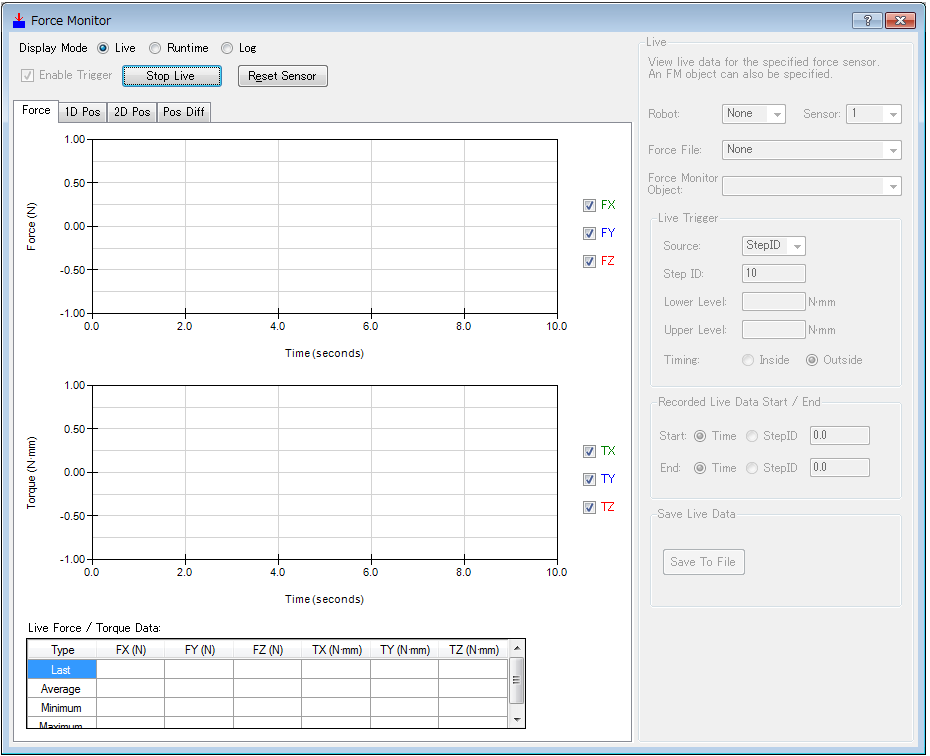 Force Monitor
Display Mode Live Runtime Log
Enable Trigger Stop Live Reset Sensor
Force 1D Pos 2D Pos Pos Diff
1.00
0.50
0.00
-0.50
-1.00
Force (N)
0.0 2.0 4.0 6.0 8.0 10.0
Time (seconds)
FX
FY
FZ
1.00
0.50
0.00
-0.50
-1.00
Torque (N·mm)
0.0 2.0 4.0 6.0 8.0 10.0
Time (seconds)
TX
TY
TZ
Live Force / Torque Data:
Type FX (N) FY (N) FZ (N) TX (N·mm) TY (N·mm) TZ (N·mm)
Last
Average
Minimum
Maximum
Live
View live data for the specified force sensor.
An FM object can also be specified.
Robot: None Sensor: 1
Force File: None
Force Monitor
Object:
Live Trigger
Source: StepID
Step ID: 10
Lower Level: N·mm
Upper Level: N·mm
Timing: Inside Outside
Recorded Live Data Start / End
Start: Time StepID 0.0
End: Time StepID 0.0
Save Live Data
Save To File